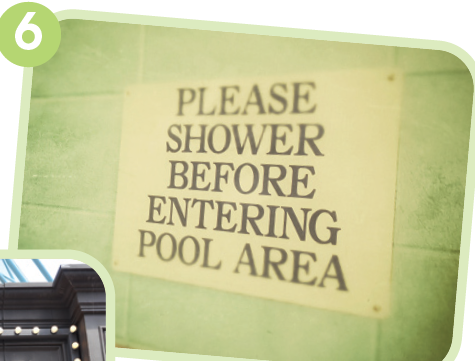 6
PLEASE
SHOWER
BEFORE
ENTERING
POOL AREA